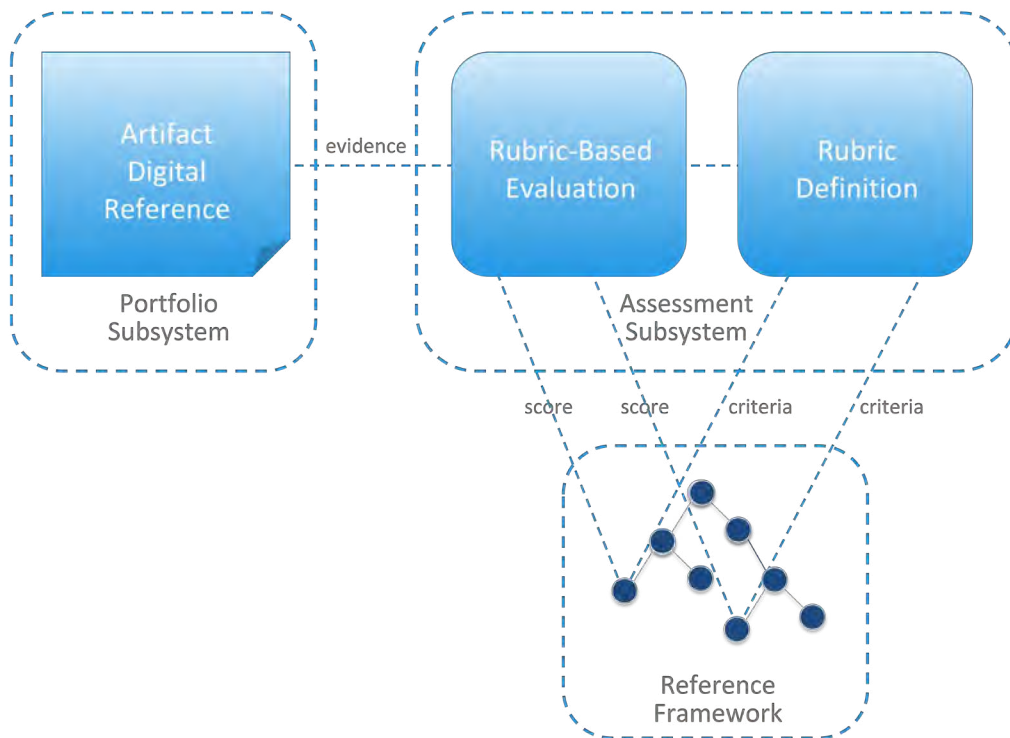 Artifact
Digital
Reference
evidence
Rubric-Based
Evaluation
Rubric
Definition
Portfolio
Subsystem
Assessment
Subsystem
score
score
criteria
criteria
Reference
Framework